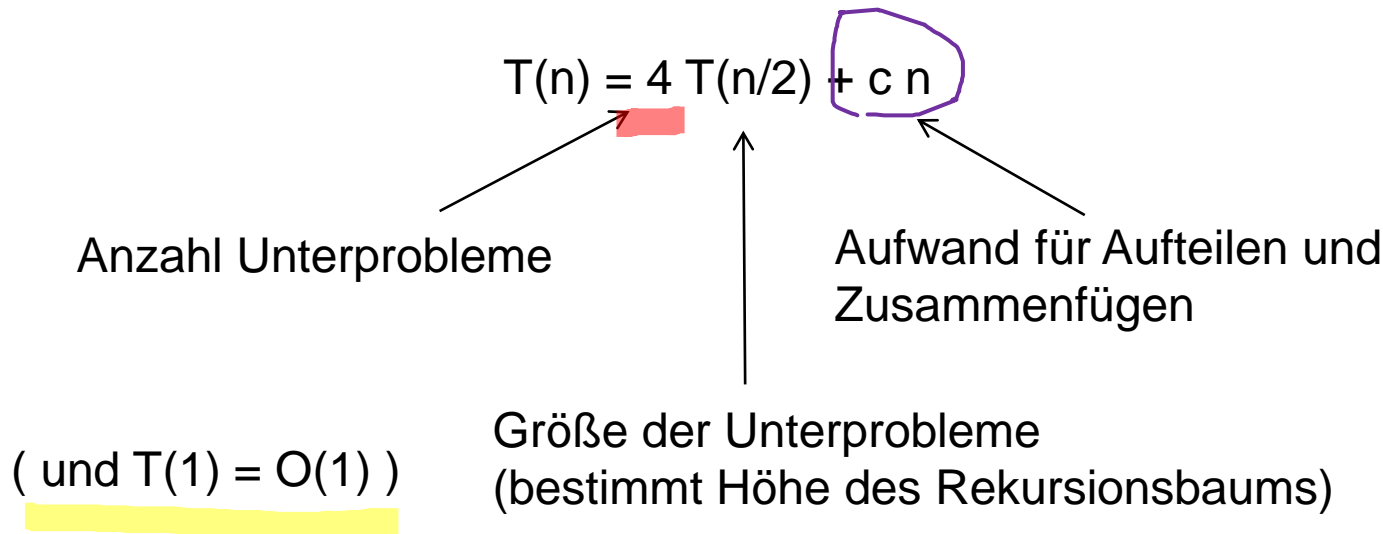 T(n) = 4 T(n/2) + c n
Anzahl Unterprobleme
Aufwand für Aufteilen und
Zusammenfügen
Größe der Unterprobleme
(bestimmt Höhe des Rekursionsbaums)
( und T(1) = O(1) )